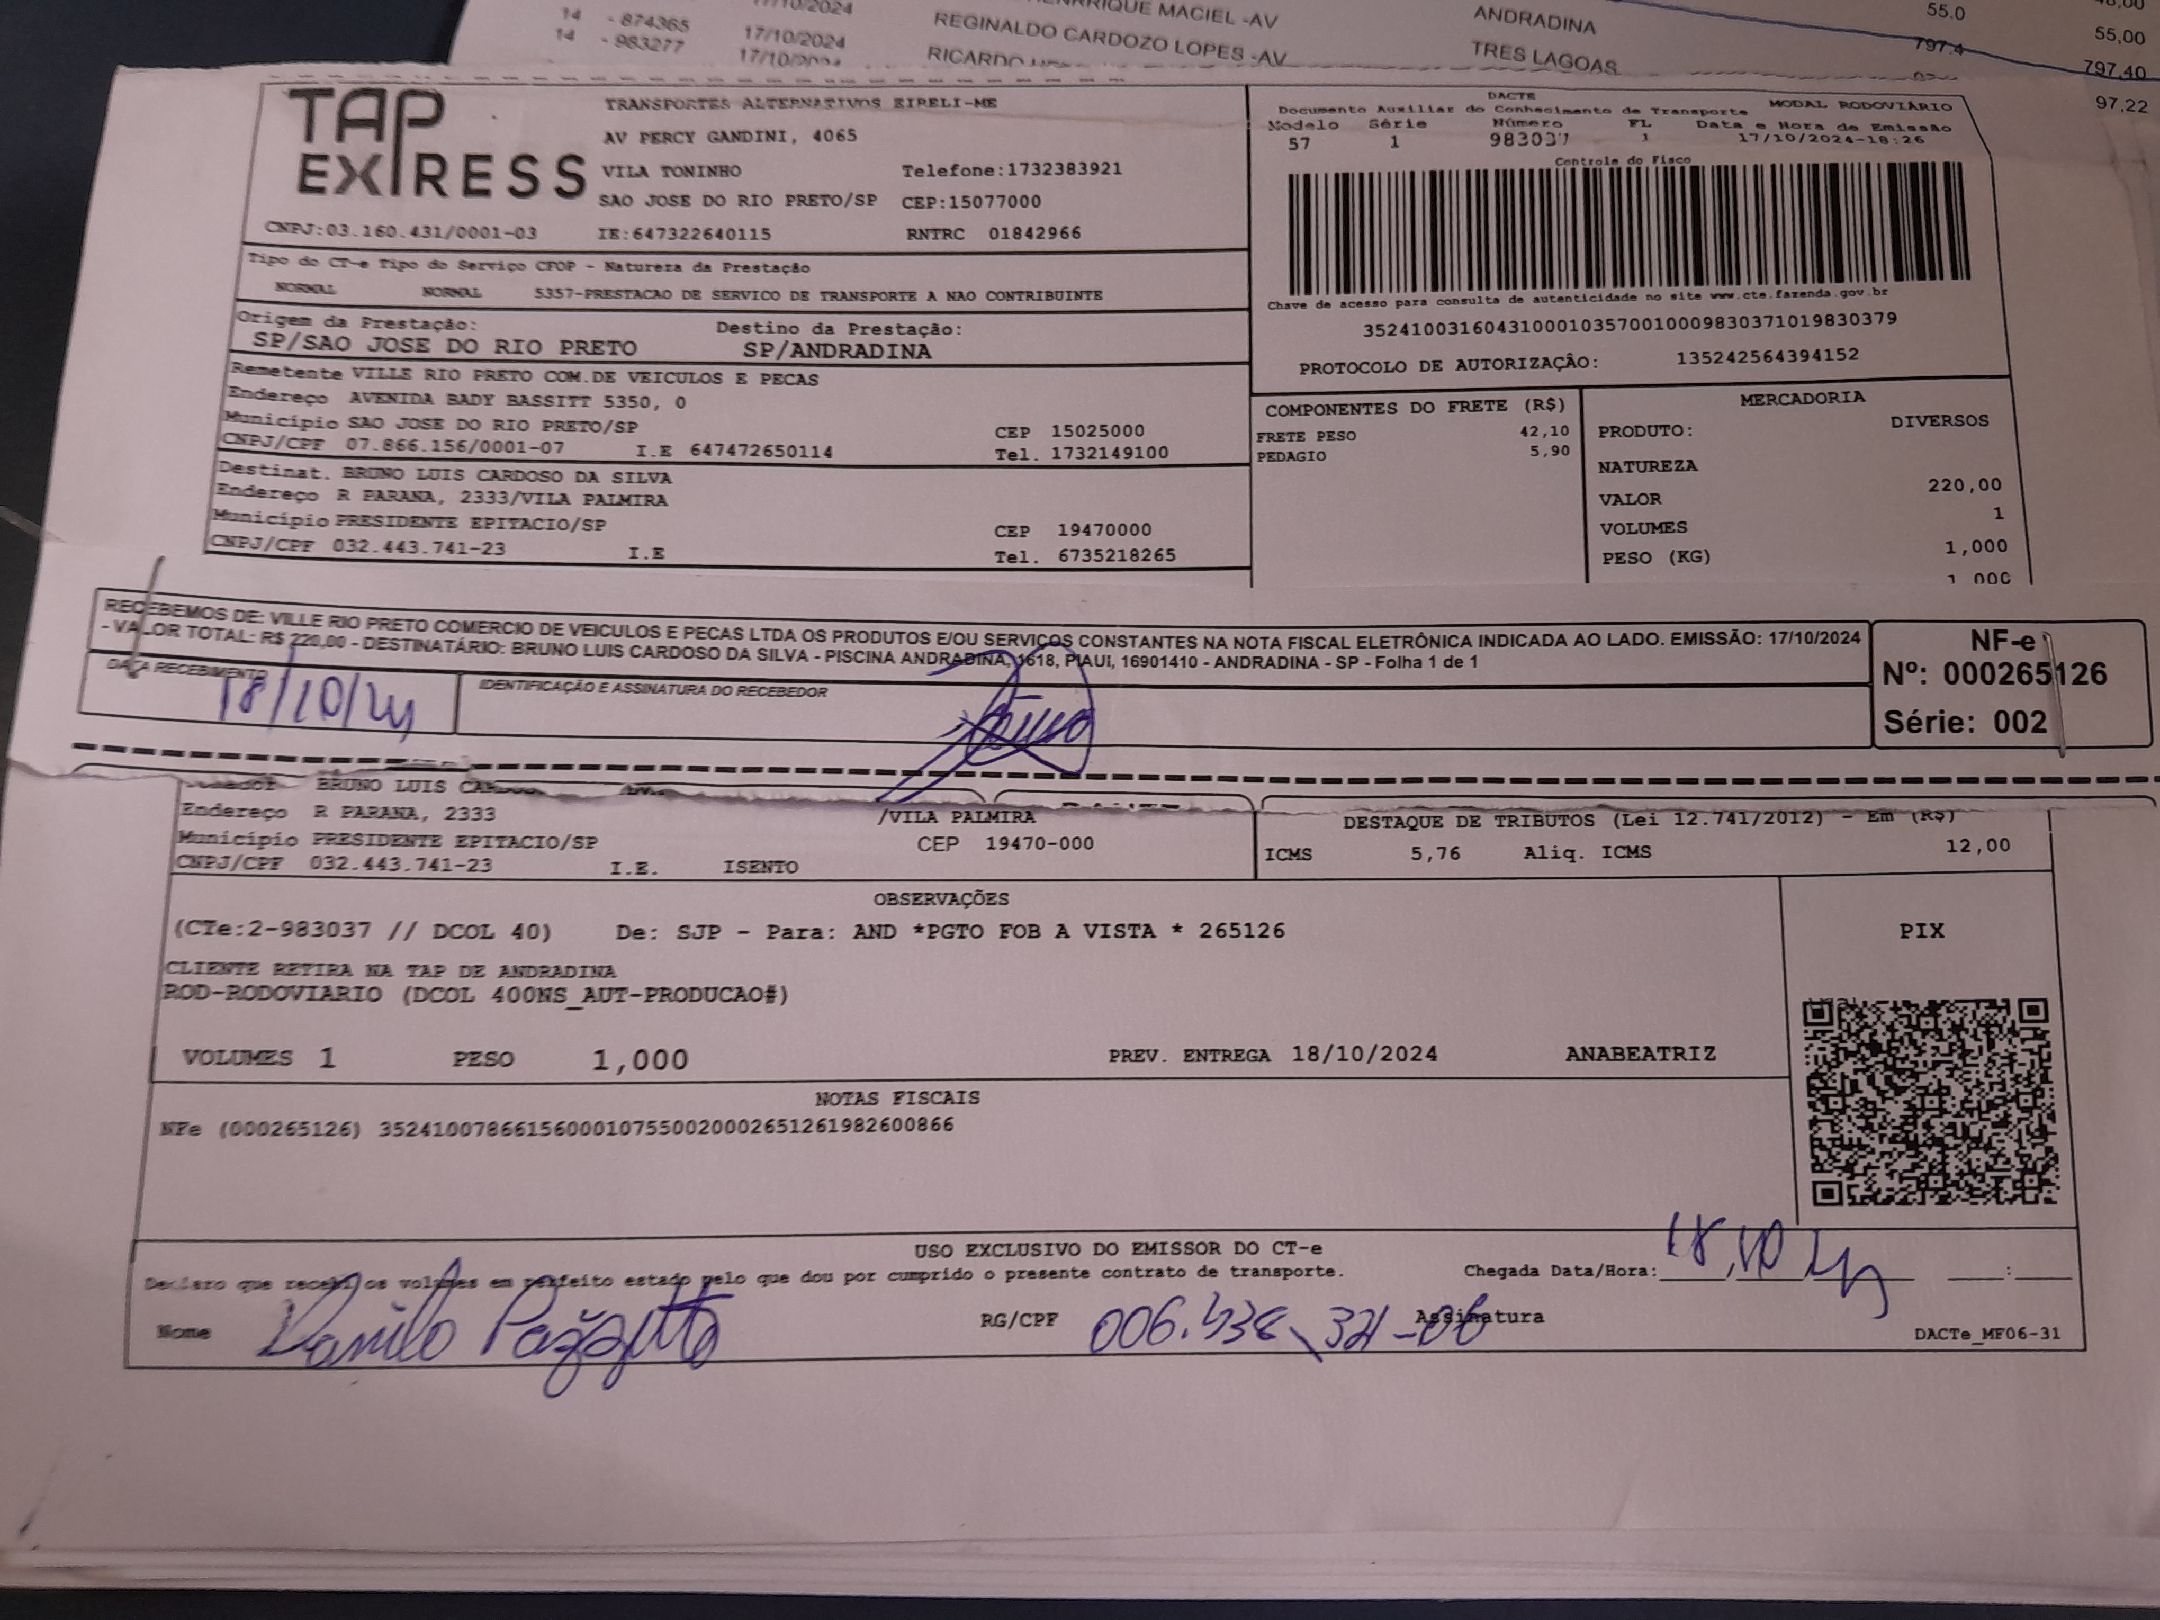 HENRRIQUE MACIEL -AV ANDRADINA 55.0
14 - 874365 17/10/2024 REGINALDO CARDOZO LOPES -AV TRES LAGOAS 797.4 55,00
14 - 983277 17/10/2024 RICARDO 797,40
97,22
TAP EXPRESS
TRANSPORTES ALTERNATIVOS EIRELI-ME
AV PERCY GANDINI, 4065
VILA TONINHO Telefone:1732383921
SAO JOSE DO RIO PRETO/SP CEP:15077000
CNPJ:03.160.431/0001-03 IE:647322640115 RNTRC 01842966
DACTE MODAL RODOVIÁRIO
Documento Auxiliar do Conhecimento de Transporte
Modelo Série Número FL Data e Hora de Emissão
57 1 983037 1 17/10/2024-18:26
Controle do Fisco
Chave de acesso para consulta de autenticidade no site www.cte.fazenda.gov.br
35241003160431000103570010009830371019830379
PROTOCOLO DE AUTORIZAÇÂO: 135242564394152
Tipo do CT-e Tipo do Serviço CFOP - Natureza da Prestação
NORMAL NORMAL 5357-PRESTACAO DE SERVICO DE TRANSPORTE A NAO CONTRIBUINTE
Origem da Prestação: Destino da Prestação:
SP/SAO JOSE DO RIO PRETO SP/ANDRADINA
Remetente VILLE RIO PRETO COM.DE VEICULOS E PECAS
Endereço AVENIDA BADY BASSITT 5350, 0
Município SAO JOSE DO RIO PRETO/SP CEP 15025000
CNPJ/CPF 07.866.156/0001-07 I.E 647472650114 Tel. 1732149100
Destinat. BRUNO LUIS CARDOSO DA SILVA
Endereço R PARANA, 2333/VILA PALMIRA
Município PRESIDENTE EPITACIO/SP CEP 19470000
CNPJ/CPF 032.443.741-23 I.E Tel. 6735218265
COMPONENTES DO FRETE (R$)
FRETE PESO 42,10
PEDAGIO 5,90
MERCADORIA
PRODUTO: DIVERSOS
NATUREZA
VALOR 220,00
VOLUMES 1
PESO (KG) 1,000
1,000
RECEBEMOS DE: VILLE RIO PRETO COMERCIO DE VEICULOS E PECAS LTDA OS PRODUTOS E/OU SERVIÇOS CONSTANTES NA NOTA FISCAL ELETRÔNICA INDICADA AO LADO. EMISSÃO: 17/10/2024
- VALOR TOTAL: R$ 220,00 - DESTINATÁRIO: BRUNO LUIS CARDOSO DA SILVA - PISCINA ANDRADINA, 1618, PIAUI, 16901410 - ANDRADINA - SP - Folha 1 de 1
DATA RECEBIMENTO IDENTIFICAÇÃO E ASSINATURA DO RECEBEDOR
18/10/24
NF-e
Nº: 000265126
Série: 002
BRUNO LUIS
Endereço R PARANA, 2333 /VILA PALMIRA
Município PRESIDENTE EPITACIO/SP CEP 19470-000
CNPJ/CPF 032.443.741-23 I.E. ISENTO
DESTAQUE DE TRIBUTOS (Lei 12.741/2012) - Em (R$)
ICMS 5,76 Aliq. ICMS 12,00
OBSERVAÇÕES
(CTe:2-983037 // DCOL 40) De: SJP - Para: AND *PGTO FOB A VISTA * 265126
CLIENTE RETIRA NA TAP DE ANDRADINA
ROD-RODOVIARIO (DCOL 400NS_AUT-PRODUCAO#)
VOLUMES 1 PESO 1,000 PREV. ENTREGA 18/10/2024 ANABEATRIZ
PIX
NOTAS FISCAIS
NFe (000265126) 35241007866156000107550020002651261982600866
USO EXCLUSIVO DO EMISSOR DO CT-e
Declaro que recebi os volumes em perfeito estado pelo que dou por cumprido o presente contrato de transporte. Chegada Data/Hora: 18/10/24 :
Nome Danilo RG/CPF Assinatura
DACTe_MF06-31